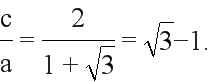 c/a = 2/(1 + √3) = √3−1.